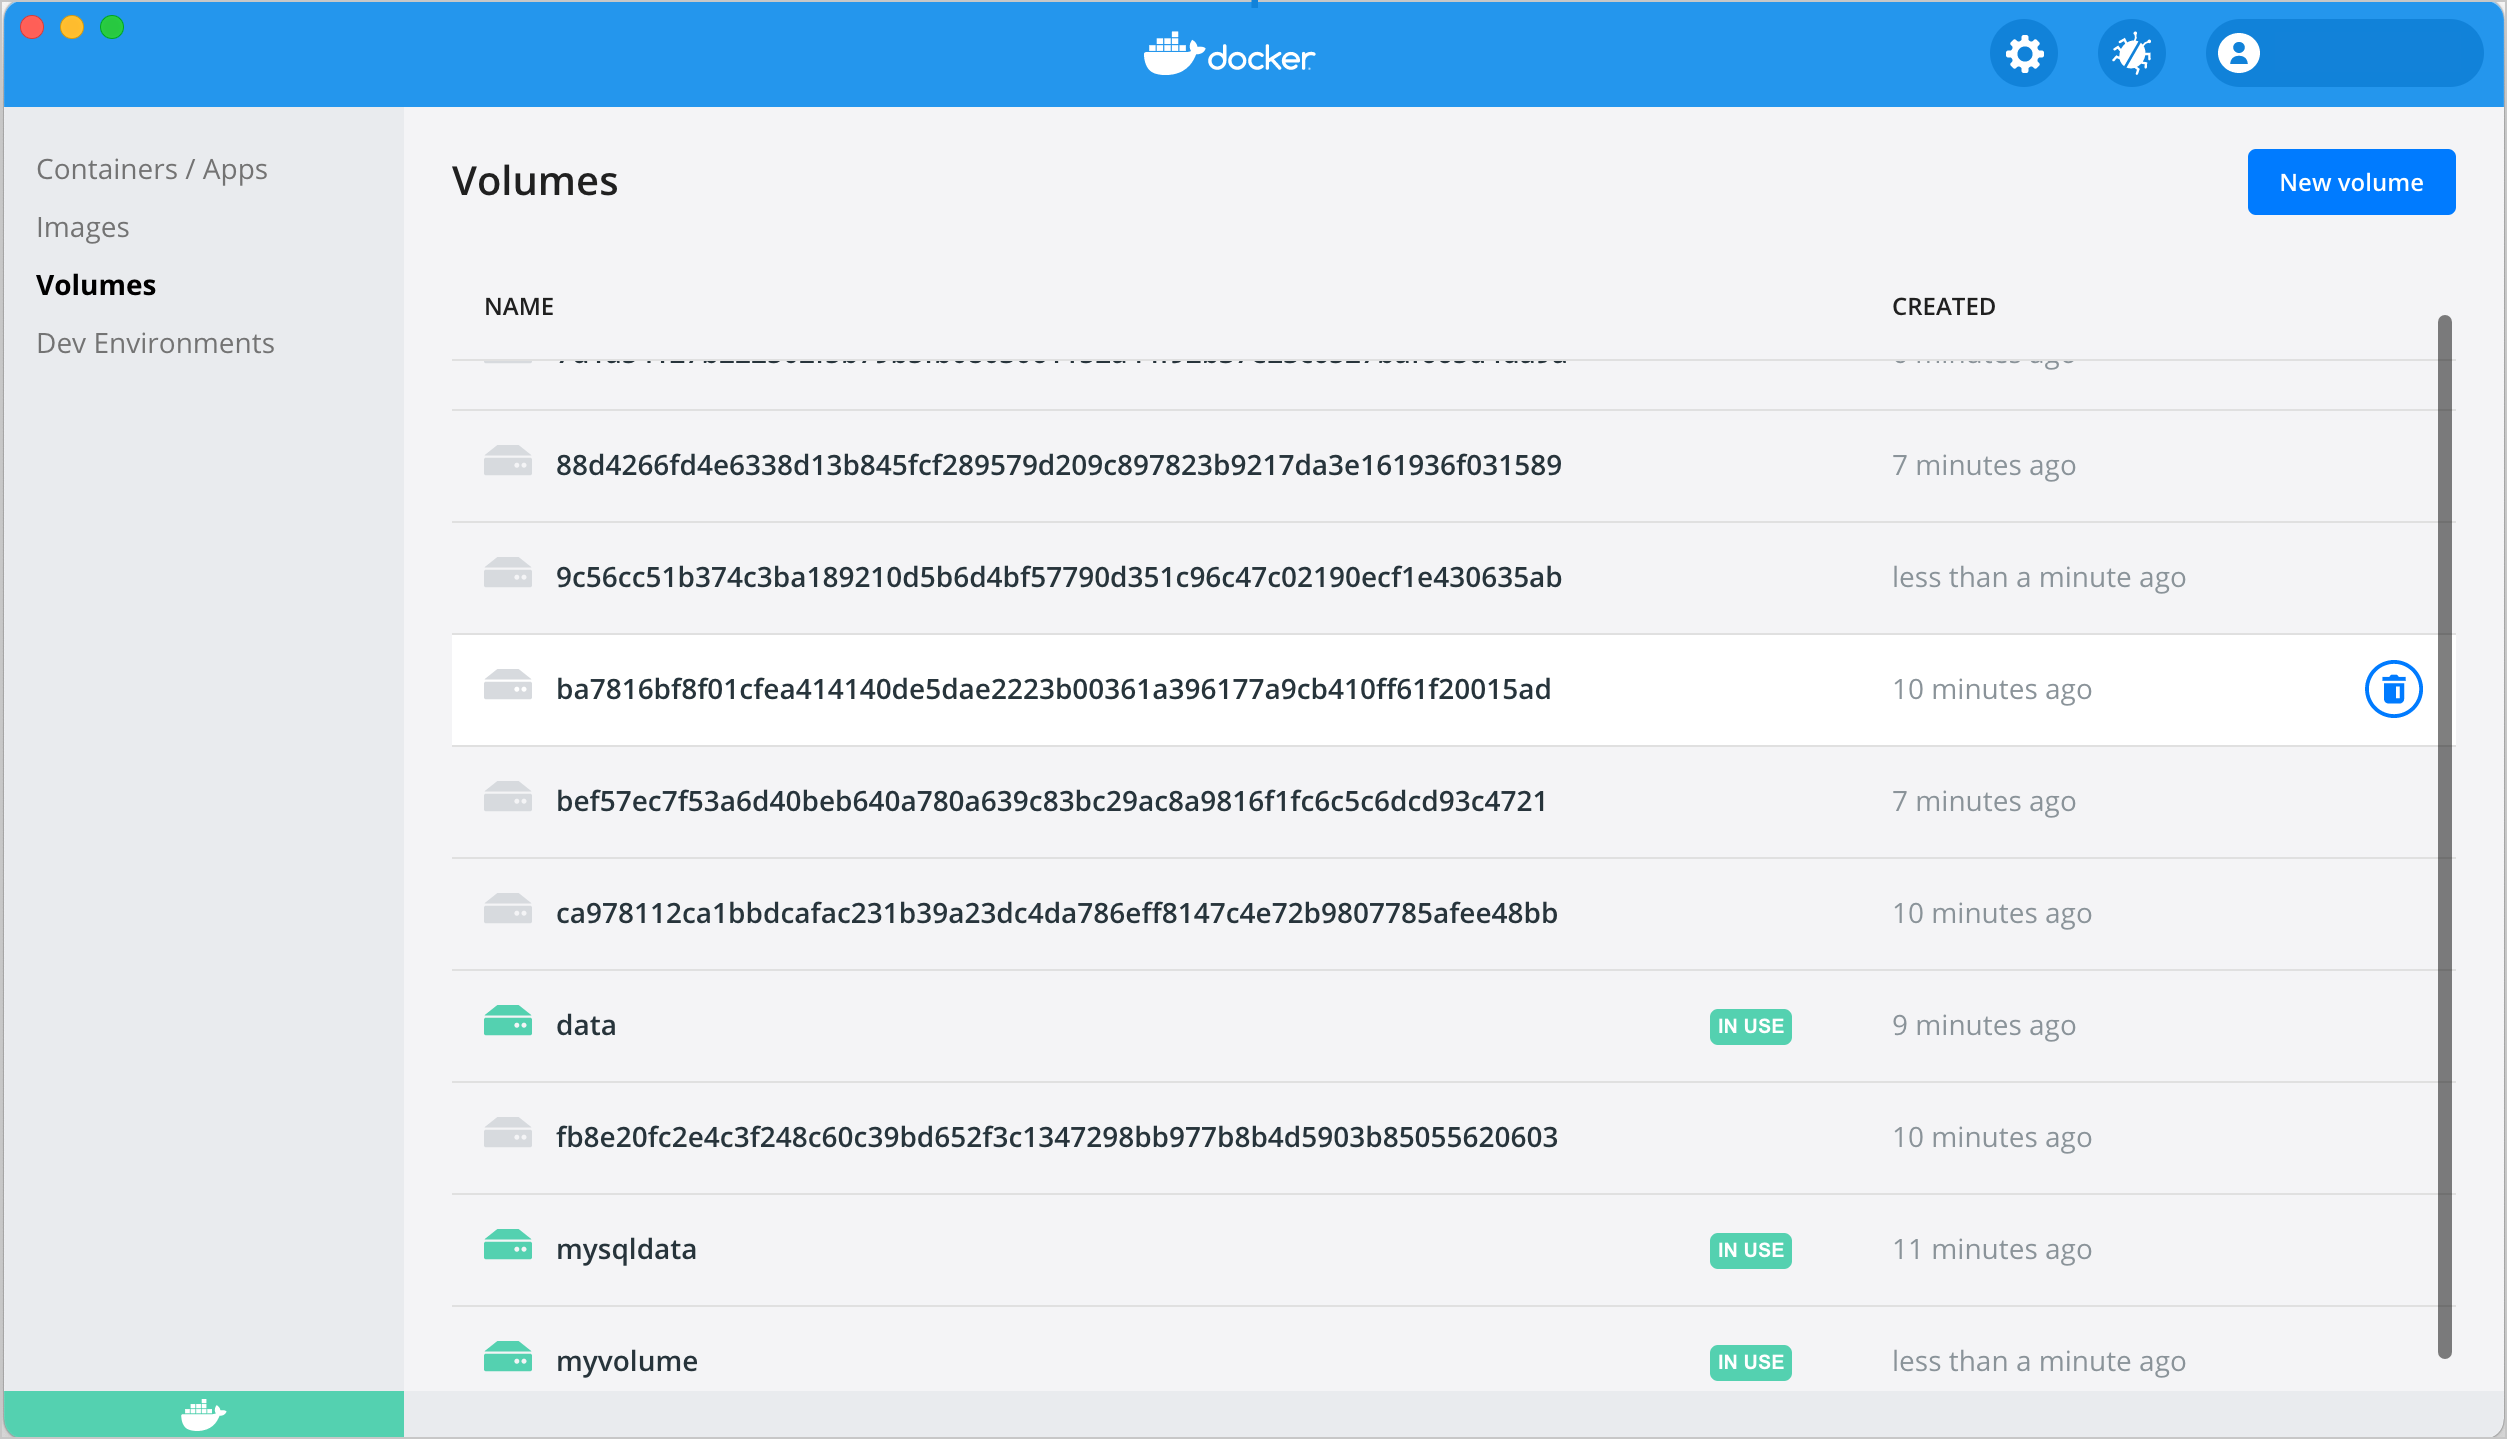 docker
Containers / Apps
Images
Volumes
Dev Environments
Volumes
New volume
NAME CREATED
minutes ago
88d4266fd4e6338d13b845fcf289579d209c897823b9217da3e161936f031589 7 minutes ago
9c56cc51b374c3ba189210d5b6d4bf57790d351c96c47c02190ecf1e430635ab less than a minute ago
ba7816bf8f01cfea414140de5dae2223b00361a396177a9cb410ff61f20015ad 10 minutes ago
bef57ec7f53a6d40beb640a780a639c83bc29ac8a9816f1fc6c5c6dcd93c4721 7 minutes ago
ca978112ca1bbdcafac231b39a23dc4da786eff8147c4e72b9807785afee48bb 10 minutes ago
data IN USE 9 minutes ago
fb8e20fc2e4c3f248c60c39bd652f3c1347298bb977b8b4d5903b85055620603 10 minutes ago
mysqldata IN USE 11 minutes ago
myvolume IN USE less than a minute ago